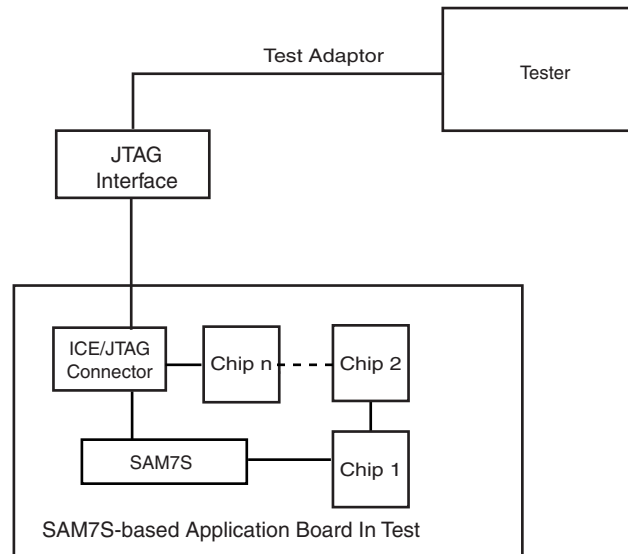 Test Adaptor
Tester
JTAG
Interface
ICE/JTAG
Connector
Chip n
Chip 2
SAM7S
Chip 1
SAM7S-based Application Board In Test